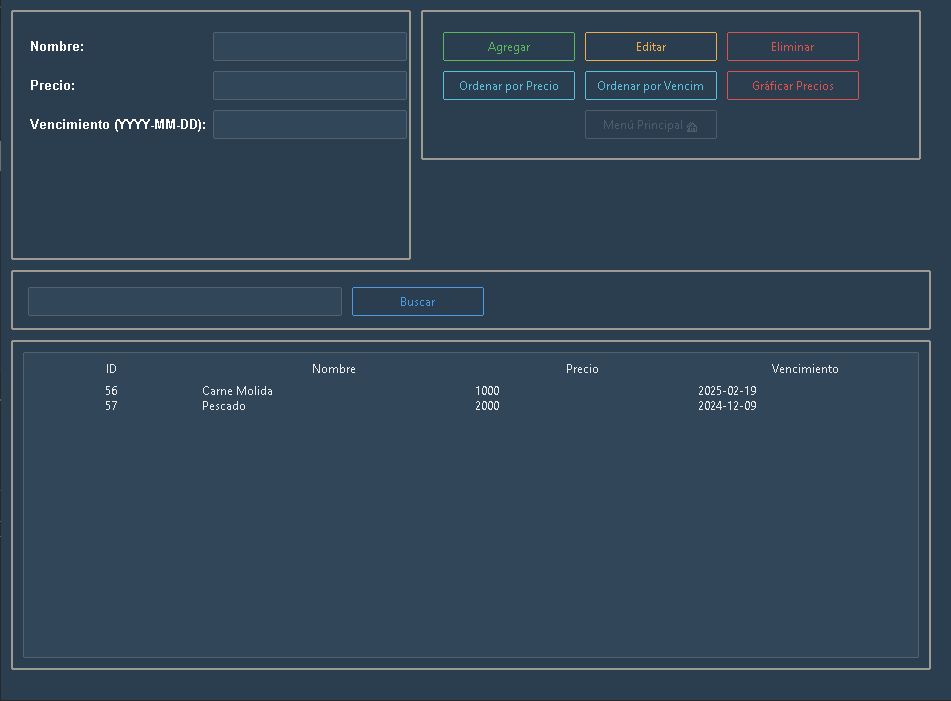 Nombre:
Precio:
Vencimiento (YYYY-MM-DD):
Agregar Editar Eliminar
Ordenar por Precio Ordenar por Vencim Gráficar Precios
Menú Principal
Buscar
ID Nombre Precio Vencimiento
56 Carne Molida 1000 2025-02-19
57 Pescado 2000 2024-12-09